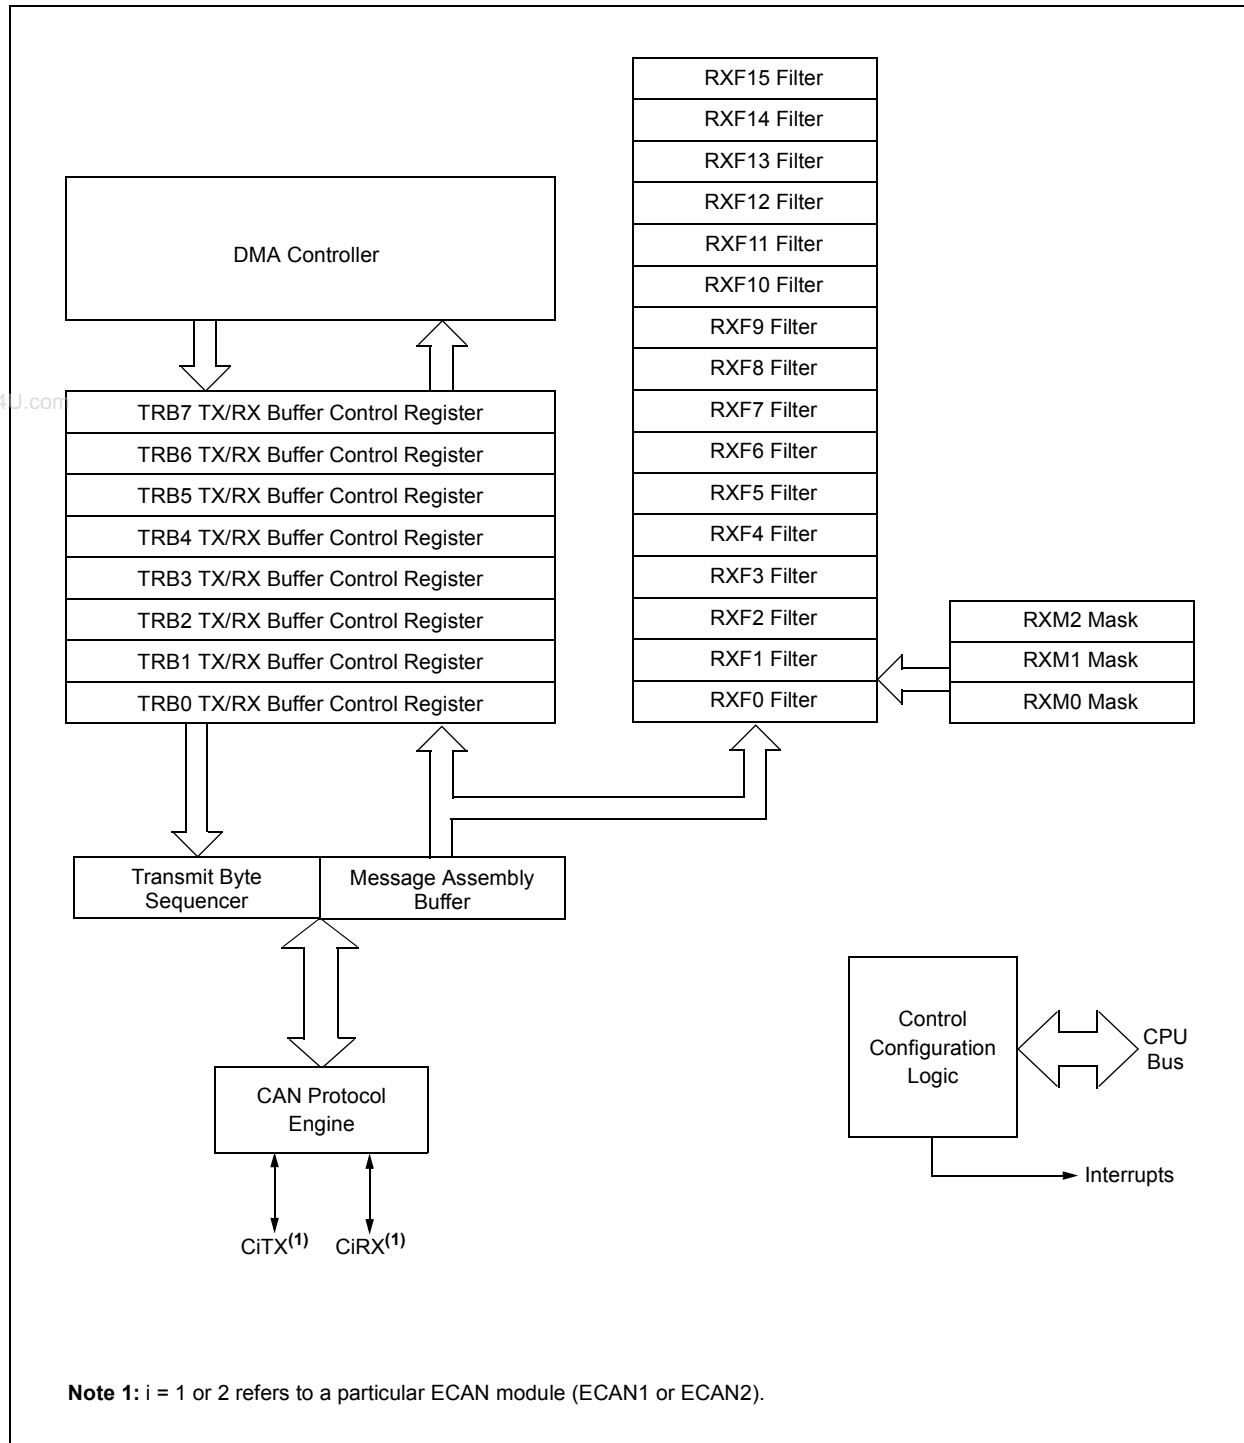 RXF15 Filter
RXF14 Filter
RXF13 Filter
RXF12 Filter
RXF11 Filter
RXF10 Filter
RXF9 Filter
RXF8 Filter
RXF7 Filter
RXF6 Filter
RXF5 Filter
RXF4 Filter
RXF3 Filter
RXF2 Filter
RXF1 Filter
RXF0 Filter
DMA Controller
4U.com
TRB7 TX/RX Buffer Control Register
TRB6 TX/RX Buffer Control Register
TRB5 TX/RX Buffer Control Register
TRB4 TX/RX Buffer Control Register
TRB3 TX/RX Buffer Control Register
TRB2 TX/RX Buffer Control Register
TRB1 TX/RX Buffer Control Register
TRB0 TX/RX Buffer Control Register
RXM2 Mask
RXM1 Mask
RXM0 Mask
Transmit Byte
Sequencer
Message Assembly
Buffer
CAN Protocol
Engine
CiTX(1)
CiRX(1)
Control
Configuration
Logic
CPU
Bus
Interrupts
Note 1: i = 1 or 2 refers to a particular ECAN module (ECAN1 or ECAN2).